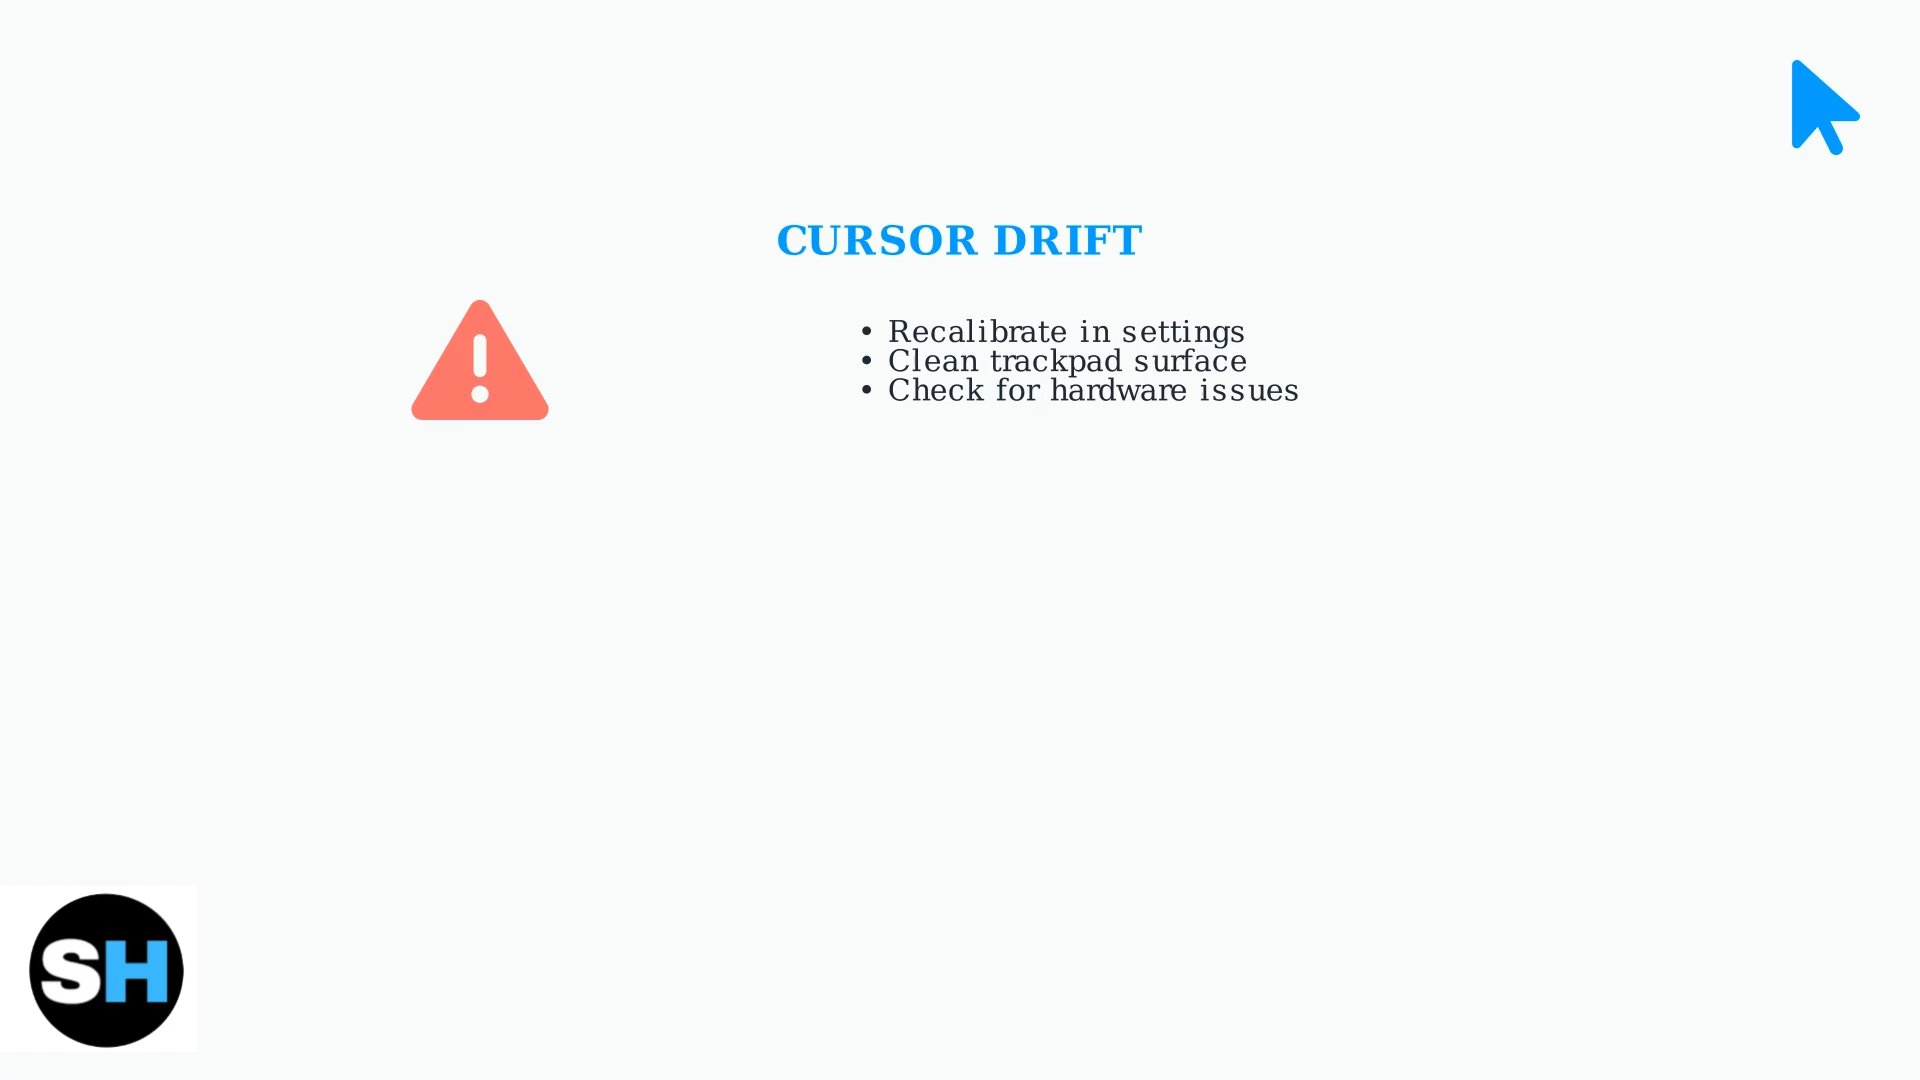 CURSOR DRIFT
• Recalibrate in settings
• Clean trackpad surface
• Check for hardware issues
SH